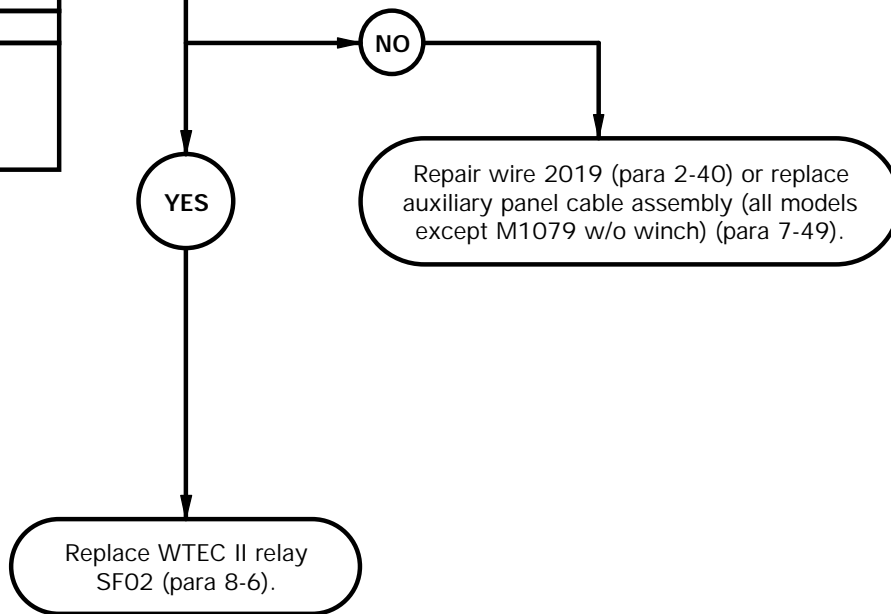 NO
YES
Repair wire 2019 (para 2-40) or replace
auxiliary panel cable assembly (all models
except M1079 w/o winch) (para 7-49).
Replace WTEC II relay
SF02 (para 8-6).